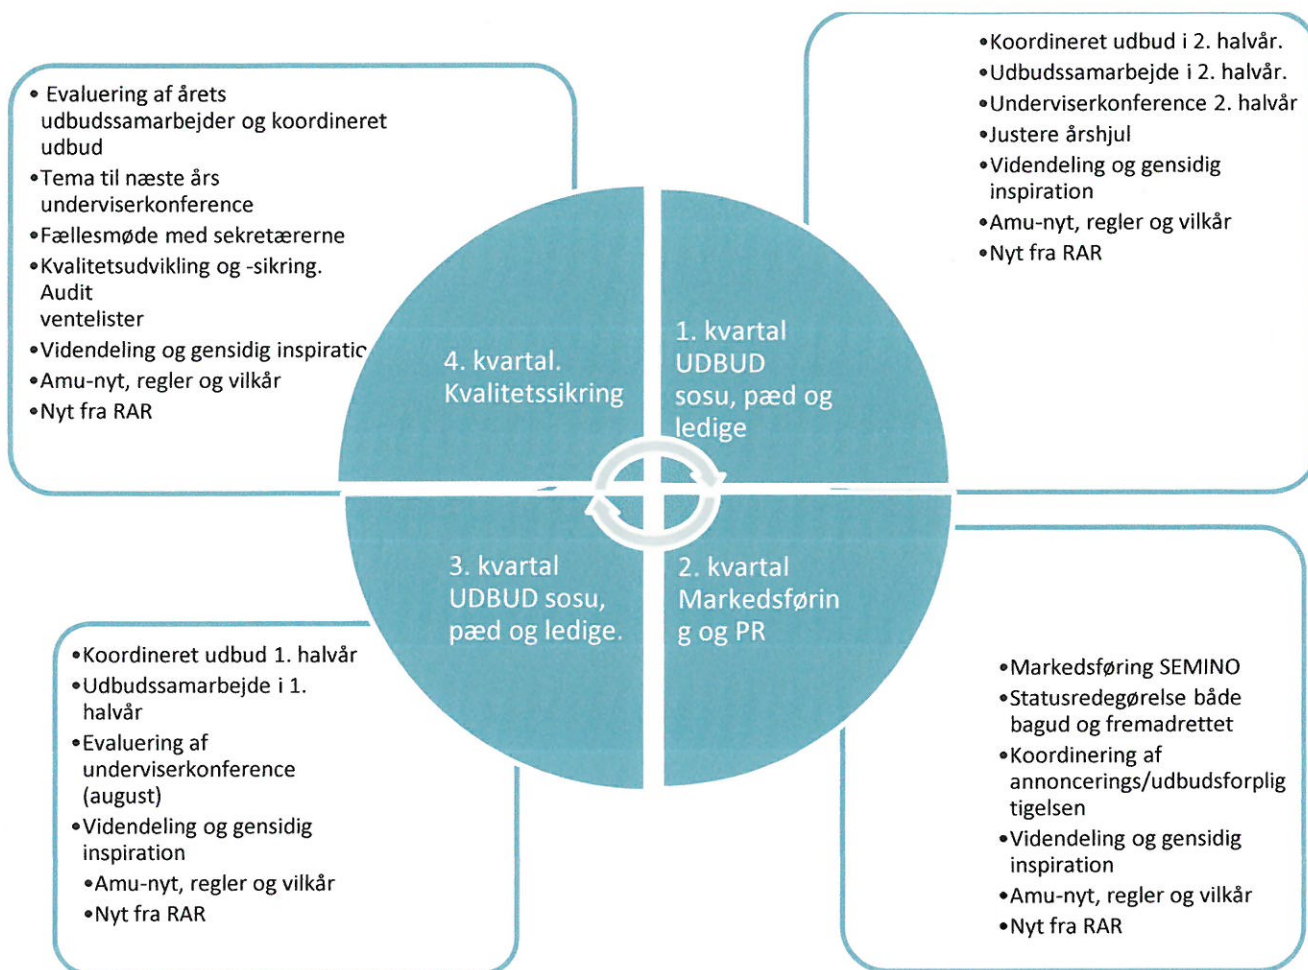 • Evaluering af årets
udbudssamarbejder og koordineret
udbud
• Tema til næste års
underviserkonference
• Fællesmøde med sekretærerne
• Kvalitetsudvikling og -sikring.
Audit
ventelister
• Videndeling og gensidig inspiratio
• Amu-nyt, regler og vilkår
• Nyt fra RAR
• Koordineret udbud i 2. halvår.
• Udbudssamarbejde i 2. halvår.
• Underviserkonference 2. halvår
• Justere årshjul
• Videndeling og gensidig
inspiration
• Amu-nyt, regler og vilkår
• Nyt fra RAR
4. kvartal.
Kvalitetssikring
1. kvartal
UDBUD
sosu, pæd og
ledige
3. kvartal
UDBUD sosu,
pæd og ledige.
2. kvartal
Markedsførin
g og PR
• Koordineret udbud 1. halvår
• Udbudssamarbejde i 1.
halvår
• Evaluering af
underviserkonference
(august)
• Videndeling og gensidig
inspiration
• Amu-nyt, regler og vilkår
• Nyt fra RAR
• Markedsføring SEMINO
• Statusredegørelse både
bagud og fremadrettet
• Koordinering af
annoncerings/udbudsforplig
tigelsen
• Videndeling og gensidig
inspiration
• Amu-nyt, regler og vilkår
• Nyt fra RAR